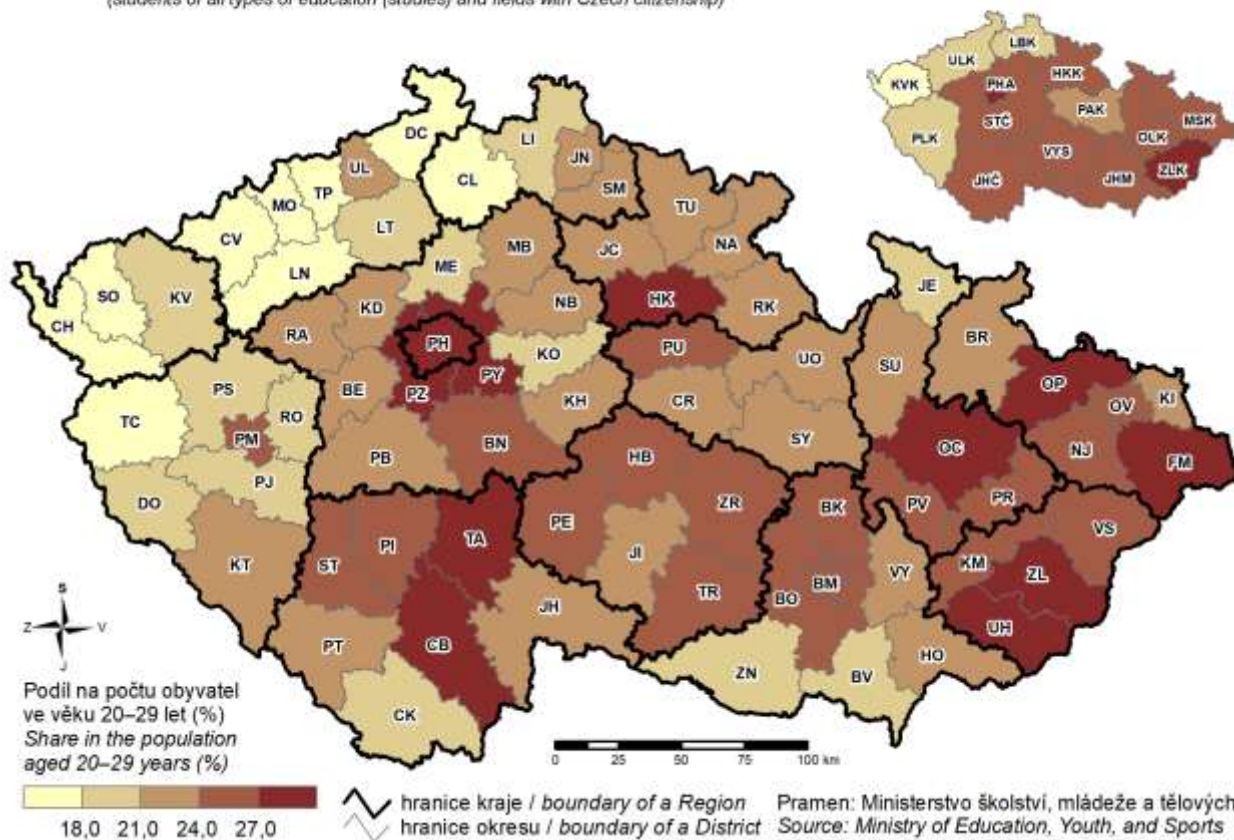 (students of all types of education (studies) and fields with Czech citizenship)
ULK
LBK
KVK
PHA
HKK
PLK
STČ
PAK
MSK
OLK
VYS
JHČ
JHM
ZLK
DC
LI
UL
JN
CL
SM
TP
MO
TU
CV
LT
MB
JC
NA
LN
ME
SO
KV
JE
CH
KD
NB
HK
RK
RA
BR
PH
KO
PU
UO
SU
PS
BE
PZ
PY
OP
KI
TC
RO
KH
CR
OV
PM
BN
SY
OC
NJ
FM
PB
HB
PJ
DO
ZR
PV
PR
BK
VS
TA
PE
KT
ST
PI
JI
KM
ZL
VY
BM
BO
TR
JH
UH
CB
PT
HO
ZN
BV
CK
S
Z
V
J
Podíl na počtu obyvatel
ve věku 20–29 let (%)
Share in the population
aged 20–29 years (%)
18,0 21,0 24,0 27,0
0 25 50 75 100 km
hranice kraje / boundary of a Region
hranice okresu / boundary of a District
Pramen: Ministerstvo školství, mládeže a tělových
Source: Ministry of Education, Youth, and Sports